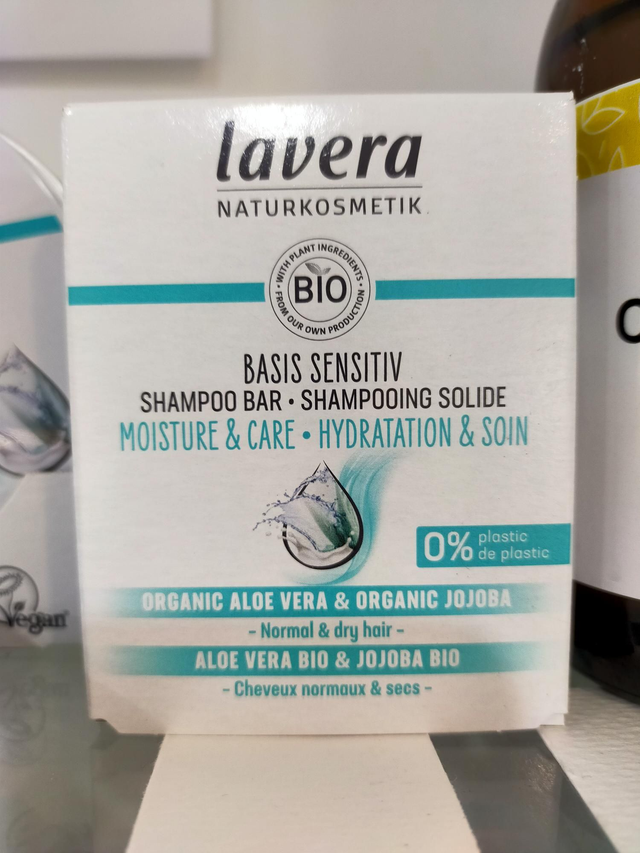 lavera
NATURKOSMETIK
• WITH PLANT INGREDIENTS •
BIO
FROM OUR OWN PRODUCTION
BASIS SENSITIV
SHAMPOO BAR • SHAMPOOING SOLIDE
MOISTURE & CARE • HYDRATATION & SOIN
0% plastic
de plastic
ORGANIC ALOE VERA & ORGANIC JOJOBA
- Normal & dry hair -
ALOE VERA BIO & JOJOBA BIO
- Cheveux normaux & secs -
Vegan